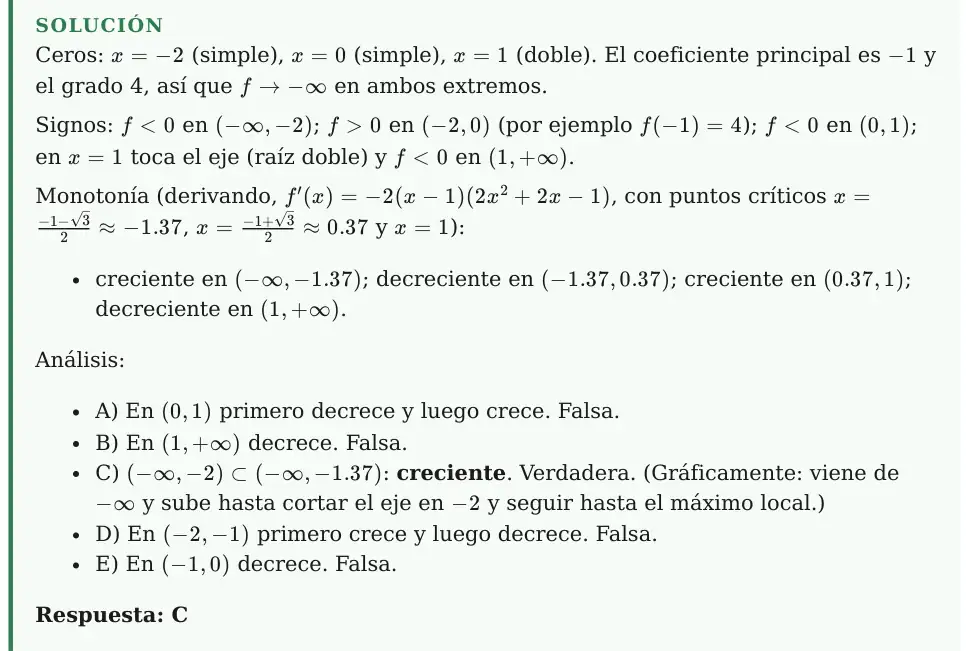 SOLUCIÓN
Ceros: x = −2 (simple), x = 0 (simple), x = 1 (doble). El coeficiente principal es −1 y
el grado 4, así que f → −∞ en ambos extremos.
Signos: f < 0 en (−∞, −2); f > 0 en (−2, 0) (por ejemplo f(−1) = 4); f < 0 en (0, 1);
en x = 1 toca el eje (raíz doble) y f < 0 en (1, +∞).
Monotonía (derivando, f′(x) = −2(x − 1)(2x² + 2x − 1), con puntos críticos x =
(−1−√3)/2 ≈ −1.37, x = (−1+√3)/2 ≈ 0.37 y x = 1):
• creciente en (−∞, −1.37); decreciente en (−1.37, 0.37); creciente en (0.37, 1);
decreciente en (1, +∞).
Análisis:
• A) En (0, 1) primero decrece y luego crece. Falsa.
• B) En (1, +∞) decrece. Falsa.
• C) (−∞, −2) ⊂ (−∞, −1.37): creciente. Verdadera. (Gráficamente: viene de
−∞ y sube hasta cortar el eje en −2 y seguir hasta el máximo local.)
• D) En (−2, −1) primero crece y luego decrece. Falsa.
• E) En (−1, 0) decrece. Falsa.
Respuesta: C